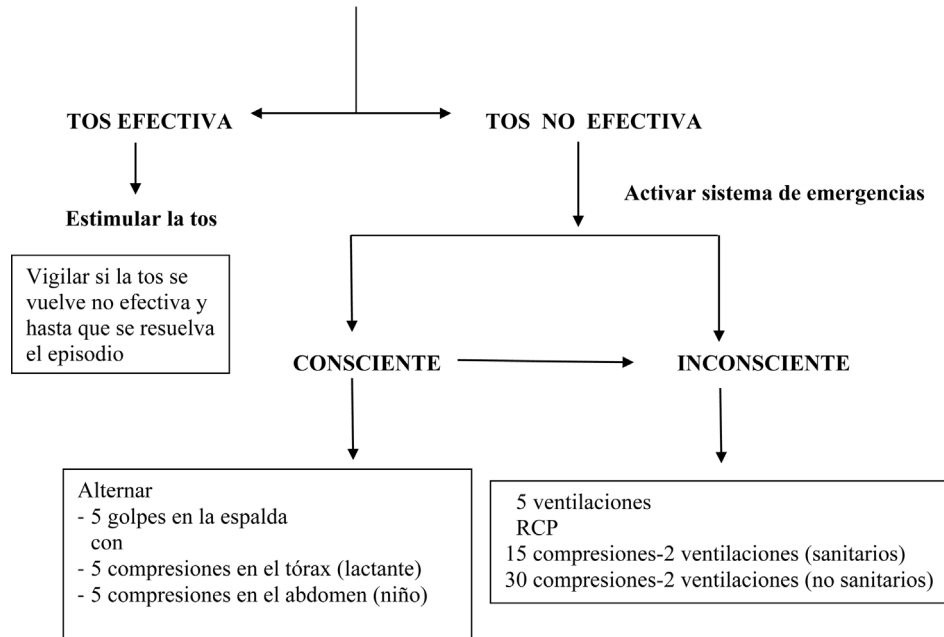 TOS EFECTIVA
TOS NO EFECTIVA
Estimular la tos
Activar sistema de emergencias
Vigilar si la tos se
vuelve no efectiva y
hasta que se resuelva
el episodio
CONSCIENTE
INCONSCIENTE
Alternar
- 5 golpes en la espalda
con
- 5 compresiones en el tórax (lactante)
- 5 compresiones en el abdomen (niño)
5 ventilaciones
RCP
15 compresiones-2 ventilaciones (sanitarios)
30 compresiones-2 ventilaciones (no sanitarios)